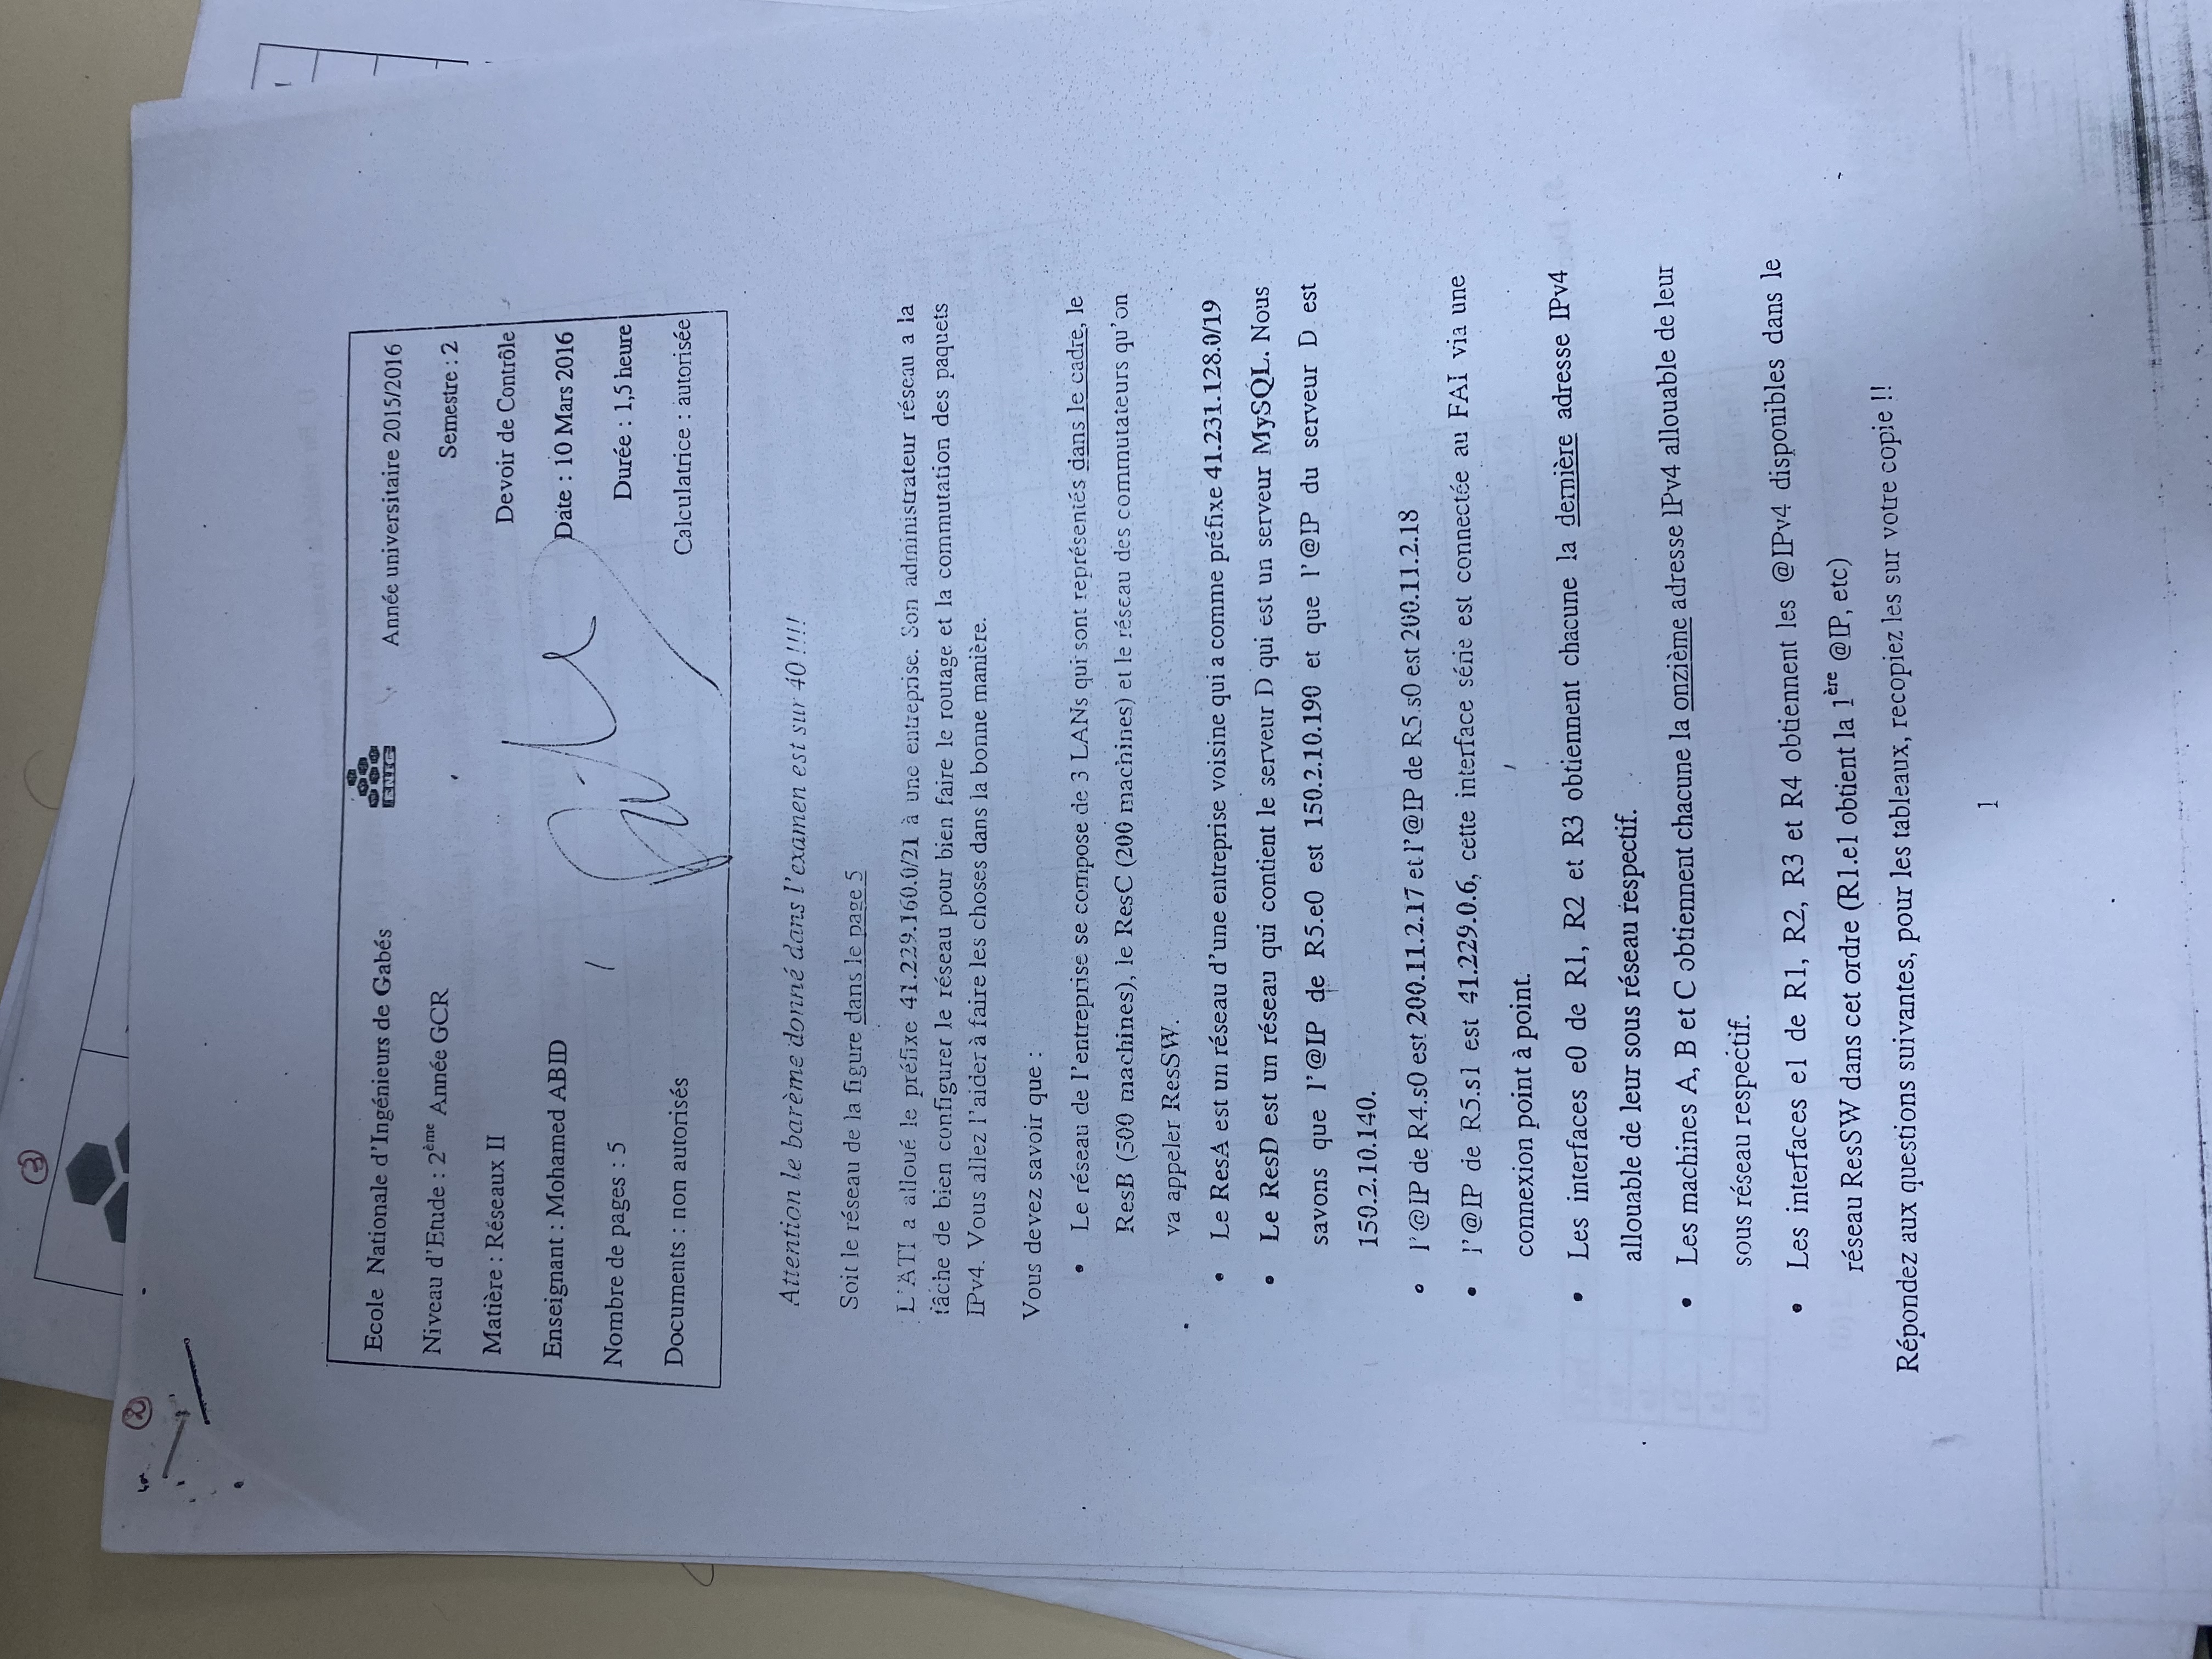 ③
②
Ecole Nationale d'Ingénieurs de Gabés
Année universitaire 2015/2016
Niveau d'Etude : 2ème Année GCR
Semestre : 2
Matière : Réseaux II
Devoir de Contrôle
Enseignant : Mohamed ABID
Date : 10 Mars 2016
Nombre de pages : 5
Durée : 1,5 heure
Documents : non autorisés
Calculatrice : autorisée
Attention le barème donné dans l'examen est sur 40 !!!!
Soit le réseau de la figure dans le page 5
L'ATI a alloué le préfixe 41.229.160.0/21 à une entreprise. Son administrateur réseau a la
tâche de bien configurer le réseau pour bien faire le routage et la commutation des paquets
IPv4. Vous allez l'aider à faire les choses dans la bonne manière.
Vous devez savoir que :
• Le réseau de l'entreprise se compose de 3 LANs qui sont représentés dans le cadre, le
ResB (500 machines), le ResC (200 machines) et le réseau des commutateurs qu'on
va appeler ResSW.
• Le ResA est un réseau d'une entreprise voisine qui a comme préfixe 41.231.128.0/19
• Le ResD est un réseau qui contient le serveur D qui est un serveur MySQL. Nous
savons que l'@IP de R5.e0 est 150.2.10.190 et que l'@IP du serveur D est
150.2.10.140.
• l'@IP de R4.s0 est 200.11.2.17 et l'@IP de R5.s0 est 200.11.2.18
• l'@IP de R5.s1 est 41.229.0.6, cette interface série est connectée au FAI via une
connexion point à point.
• Les interfaces e0 de R1, R2 et R3 obtiennent chacune la dernière adresse IPv4
allouable de leur sous réseau respectif.
• Les machines A, B et C obtiennent chacune la onzième adresse IPv4 allouable de leur
sous réseau respectif.
• Les interfaces e1 de R1, R2, R3 et R4 obtiennent les @IPv4 disponibles dans le
réseau ResSW dans cet ordre (R1.e1 obtient la 1ère @IP, etc)
Répondez aux questions suivantes, pour les tableaux, recopiez les sur votre copie !!
1